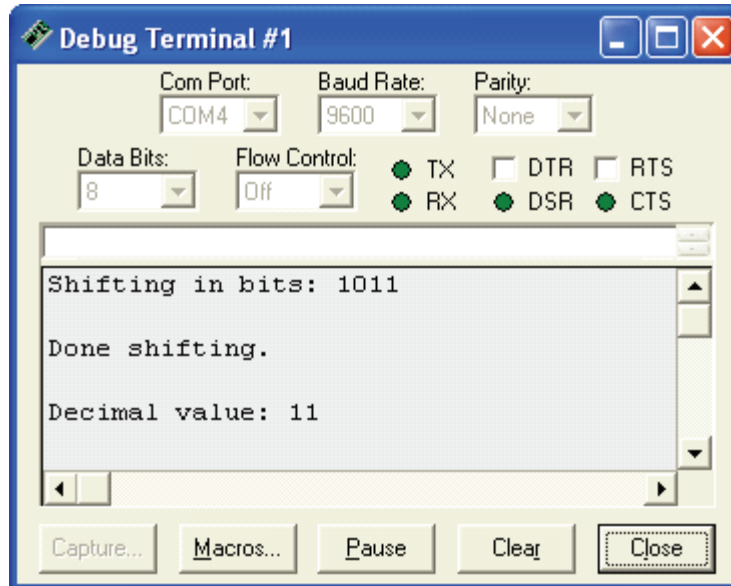 Debug Terminal #1
Com Port: Baud Rate: Parity:
COM4 9600 None
Data Bits: Flow Control: TX DTR RTS
8 Off RX DSR CTS
Shifting in bits: 1011
Done shifting.
Decimal value: 11
Capture... Macros... Pause Clear Close